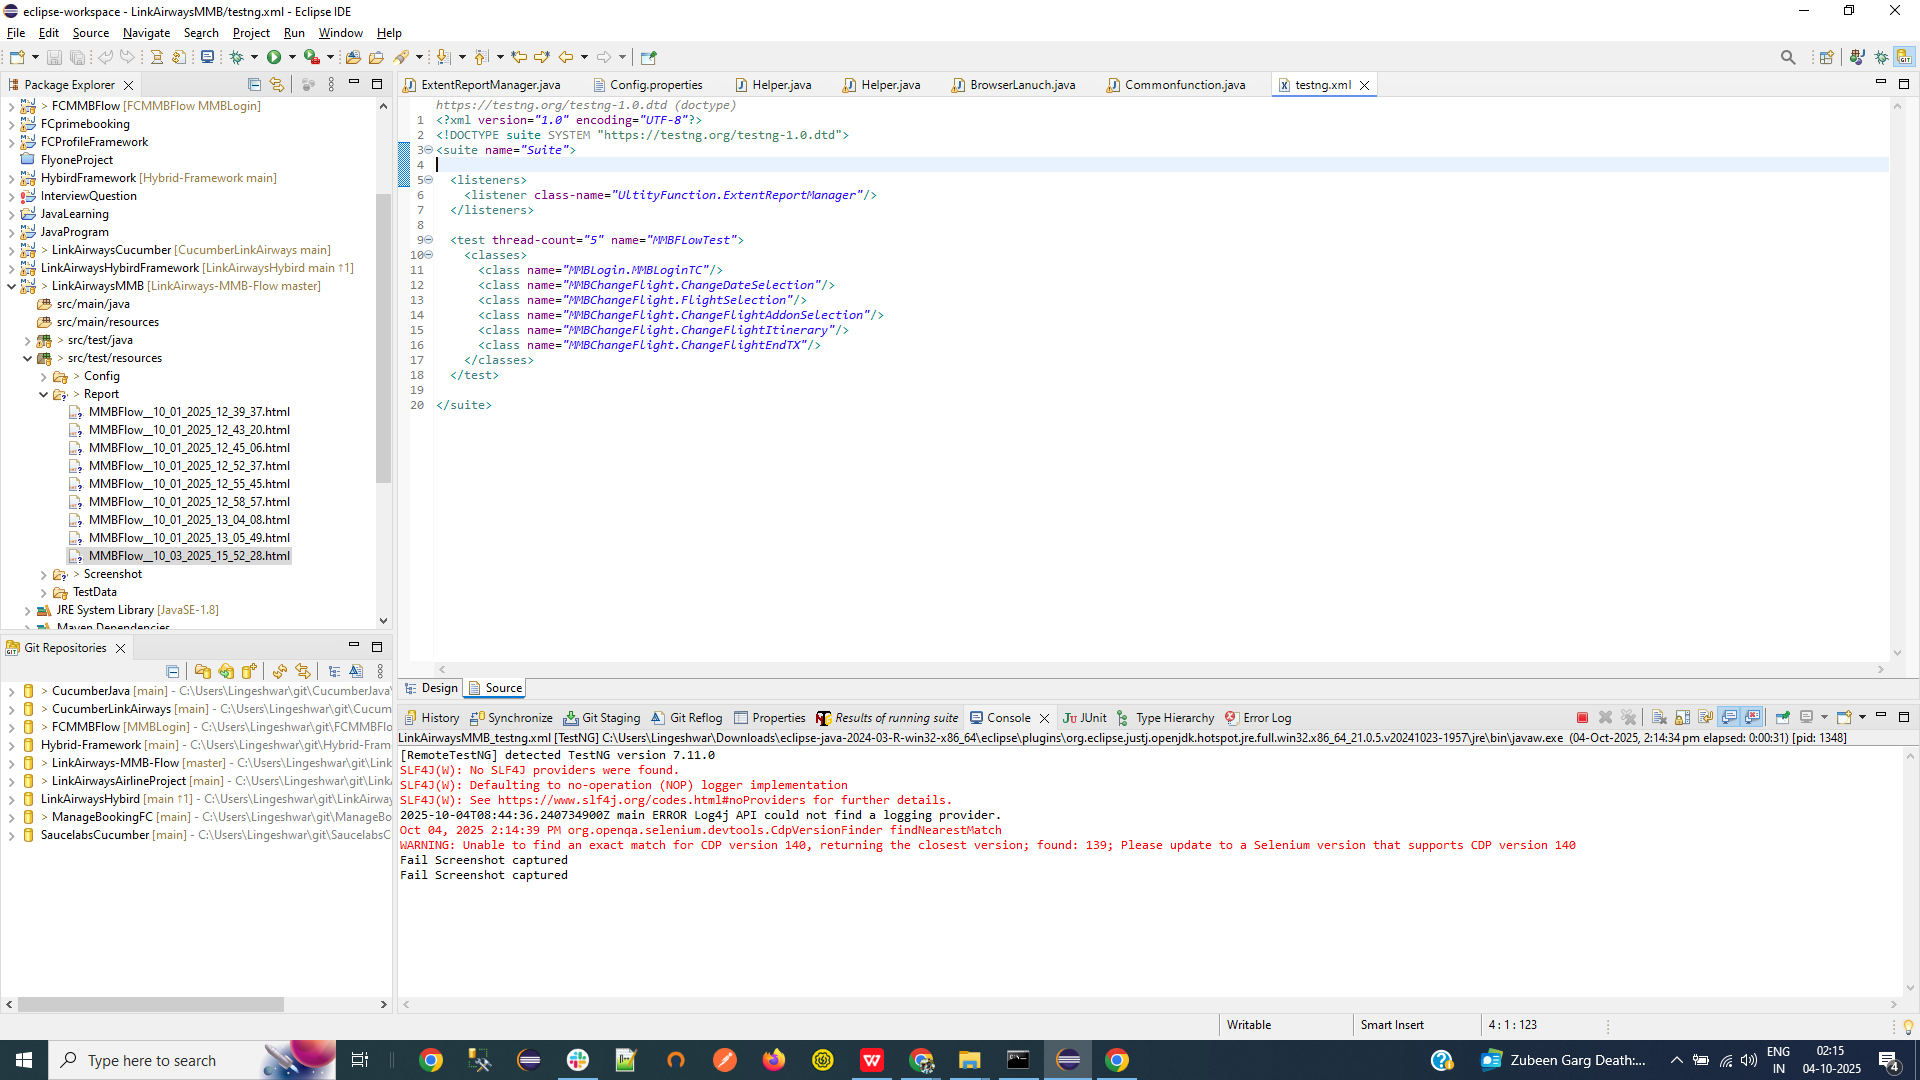 eclipse-workspace - LinkAirwaysMMB/testng.xml - Eclipse IDE
File Edit Source Navigate Search Project Run Window Help
Package Explorer
> FCMMBFlow [FCMMBFlow MMBLogin]
FCprimebooking
FCProfileFramework
FlyoneProject
HybirdFramework [Hybrid-Framework main]
InterviewQuestion
JavaLearning
JavaProgram
> LinkAirwaysCucumber [CucumberLinkAirways main]
LinkAirwaysHybirdFramework [LinkAirwaysHybird main ↑1]
> LinkAirwaysMMB [LinkAirways-MMB-Flow master]
src/main/java
src/main/resources
> src/test/java
> src/test/resources
> Config
> Report
MMBFlow__10_01_2025_12_39_37.html
MMBFlow__10_01_2025_12_43_20.html
MMBFlow__10_01_2025_12_45_06.html
MMBFlow__10_01_2025_12_52_37.html
MMBFlow__10_01_2025_12_55_45.html
MMBFlow__10_01_2025_12_58_57.html
MMBFlow__10_01_2025_13_04_08.html
MMBFlow__10_01_2025_13_05_49.html
MMBFlow__10_03_2025_15_52_28.html
> Screenshot
TestData
JRE System Library [JavaSE-1.8]
Maven Dependencies
Git Repositories
> CucumberJava [main] - C:\Users\Lingeshwar\git\CucumberJava\
> CucumberLinkAirways [main] - C:\Users\Lingeshwar\git\Cucum
> FCMMBFlow [MMBLogin] - C:\Users\Lingeshwar\git\FCMMBFlo
Hybrid-Framework [main] - C:\Users\Lingeshwar\git\Hybrid-Fram
> LinkAirways-MMB-Flow [master] - C:\Users\Lingeshwar\git\Link
> LinkAirwaysAirlineProject [main] - C:\Users\Lingeshwar\git\Link
LinkAirwaysHybird [main ↑1] - C:\Users\Lingeshwar\git\LinkAirway
> ManageBookingFC [main] - C:\Users\Lingeshwar\git\ManageBo
SaucelabsCucumber [main] - C:\Users\Lingeshwar\git\SaucelabsC
ExtentReportManager.java Config.properties Helper.java Helper.java BrowserLanuch.java Commonfunction.java testng.xml
https://testng.org/testng-1.0.dtd (doctype)
1 <?xml version="1.0" encoding="UTF-8"?>
2 <!DOCTYPE suite SYSTEM "https://testng.org/testng-1.0.dtd">
3 <suite name="Suite">
4
5 <listeners>
6 <listener class-name="UltityFunction.ExtentReportManager"/>
7 </listeners>
8
9 <test thread-count="5" name="MMBFLowTest">
10 <classes>
11 <class name="MMBLogin.MMBLoginTC"/>
12 <class name="MMBChangeFlight.ChangeDateSelection"/>
13 <class name="MMBChangeFlight.FlightSelection"/>
14 <class name="MMBChangeFlight.ChangeFlightAddonSelection"/>
15 <class name="MMBChangeFlight.ChangeFlightItinerary"/>
16 <class name="MMBChangeFlight.ChangeFlightEndTX"/>
17 </classes>
18 </test>
19
20 </suite>
Design Source
History Synchronize Git Staging Git Reflog Properties Results of running suite Console JUnit Type Hierarchy Error Log
LinkAirwaysMMB_testng.xml [TestNG] C:\Users\Lingeshwar\Downloads\eclipse-java-2024-03-R-win32-x86_64\eclipse\plugins\org.eclipse.justj.openjdk.hotspot.jre.full.win32.x86_64_21.0.5.v20241023-1957\jre\bin\javaw.exe (04-Oct-2025, 2:14:34 pm elapsed: 0:00:31) [pid: 1348]
[RemoteTestNG] detected TestNG version 7.11.0
SLF4J(W): No SLF4J providers were found.
SLF4J(W): Defaulting to no-operation (NOP) logger implementation
SLF4J(W): See https://www.slf4j.org/codes.html#noProviders for further details.
2025-10-04T08:44:36.240734900Z main ERROR Log4j API could not find a logging provider.
Oct 04, 2025 2:14:39 PM org.openqa.selenium.devtools.CdpVersionFinder findNearestMatch
WARNING: Unable to find an exact match for CDP version 140, returning the closest version; found: 139; Please update to a Selenium version that supports CDP version 140
Fail Screenshot captured
Fail Screenshot captured
Writable Smart Insert 4 : 1 : 123
Type here to search
Zubeen Garg Death:...
ENG
IN
02:15
04-10-2025
4